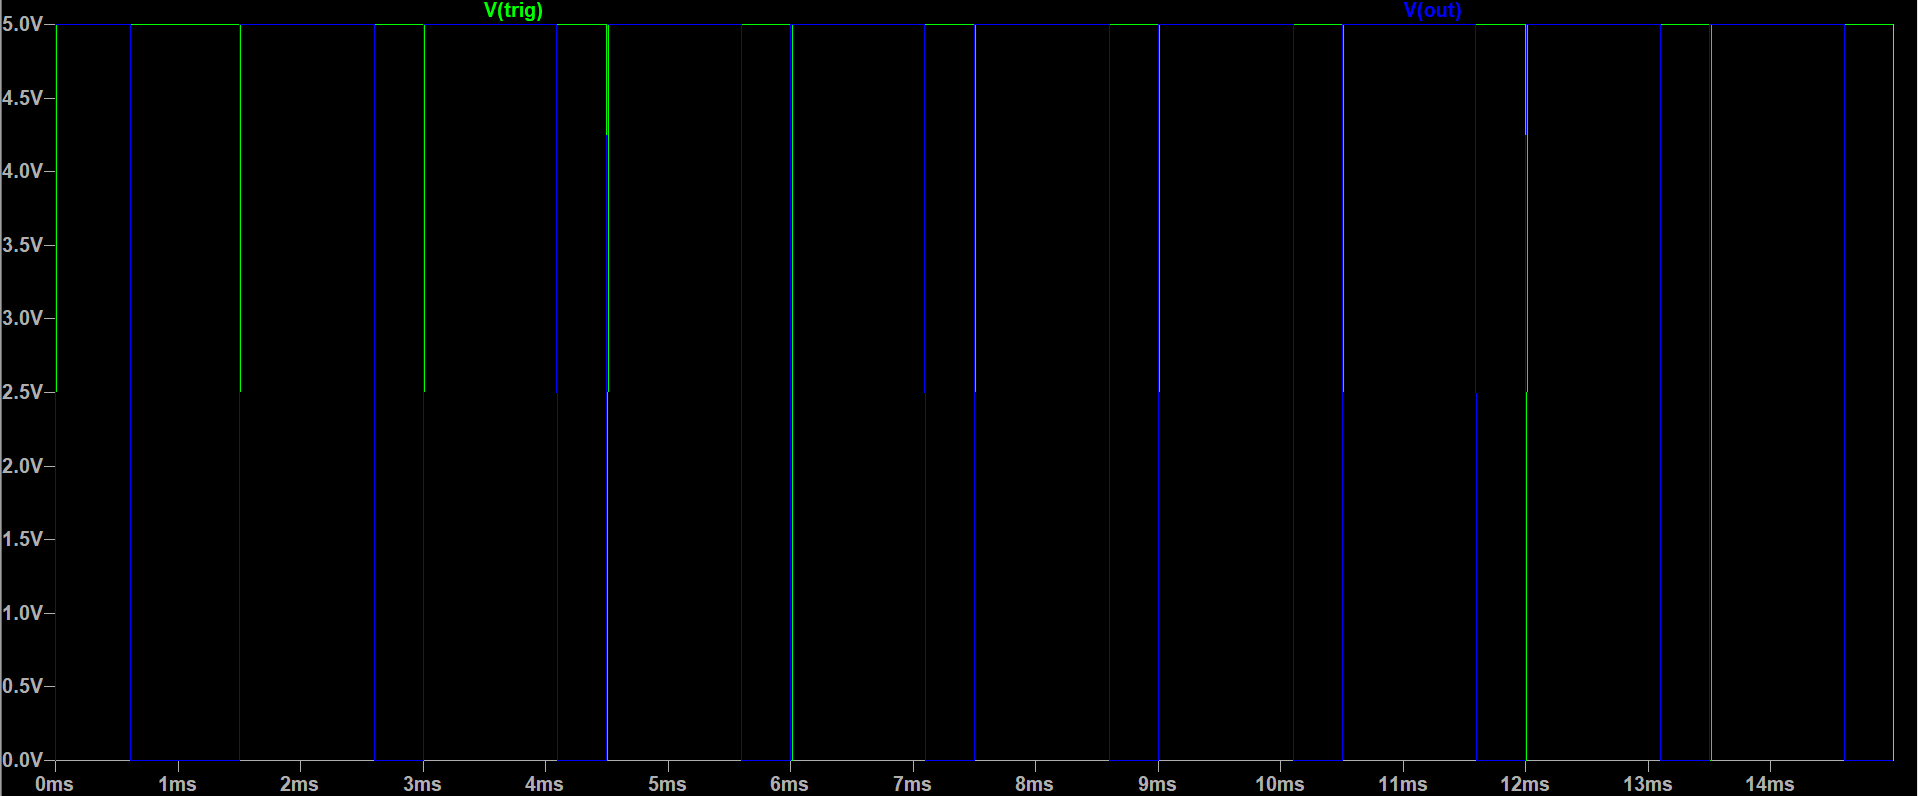 V(trig) V(out)
5.0V
4.5V
4.0V
3.5V
3.0V
2.5V
2.0V
1.5V
1.0V
0.5V
0.0V
0ms 1ms 2ms 3ms 4ms 5ms 6ms 7ms 8ms 9ms 10ms 11ms 12ms 13ms 14ms